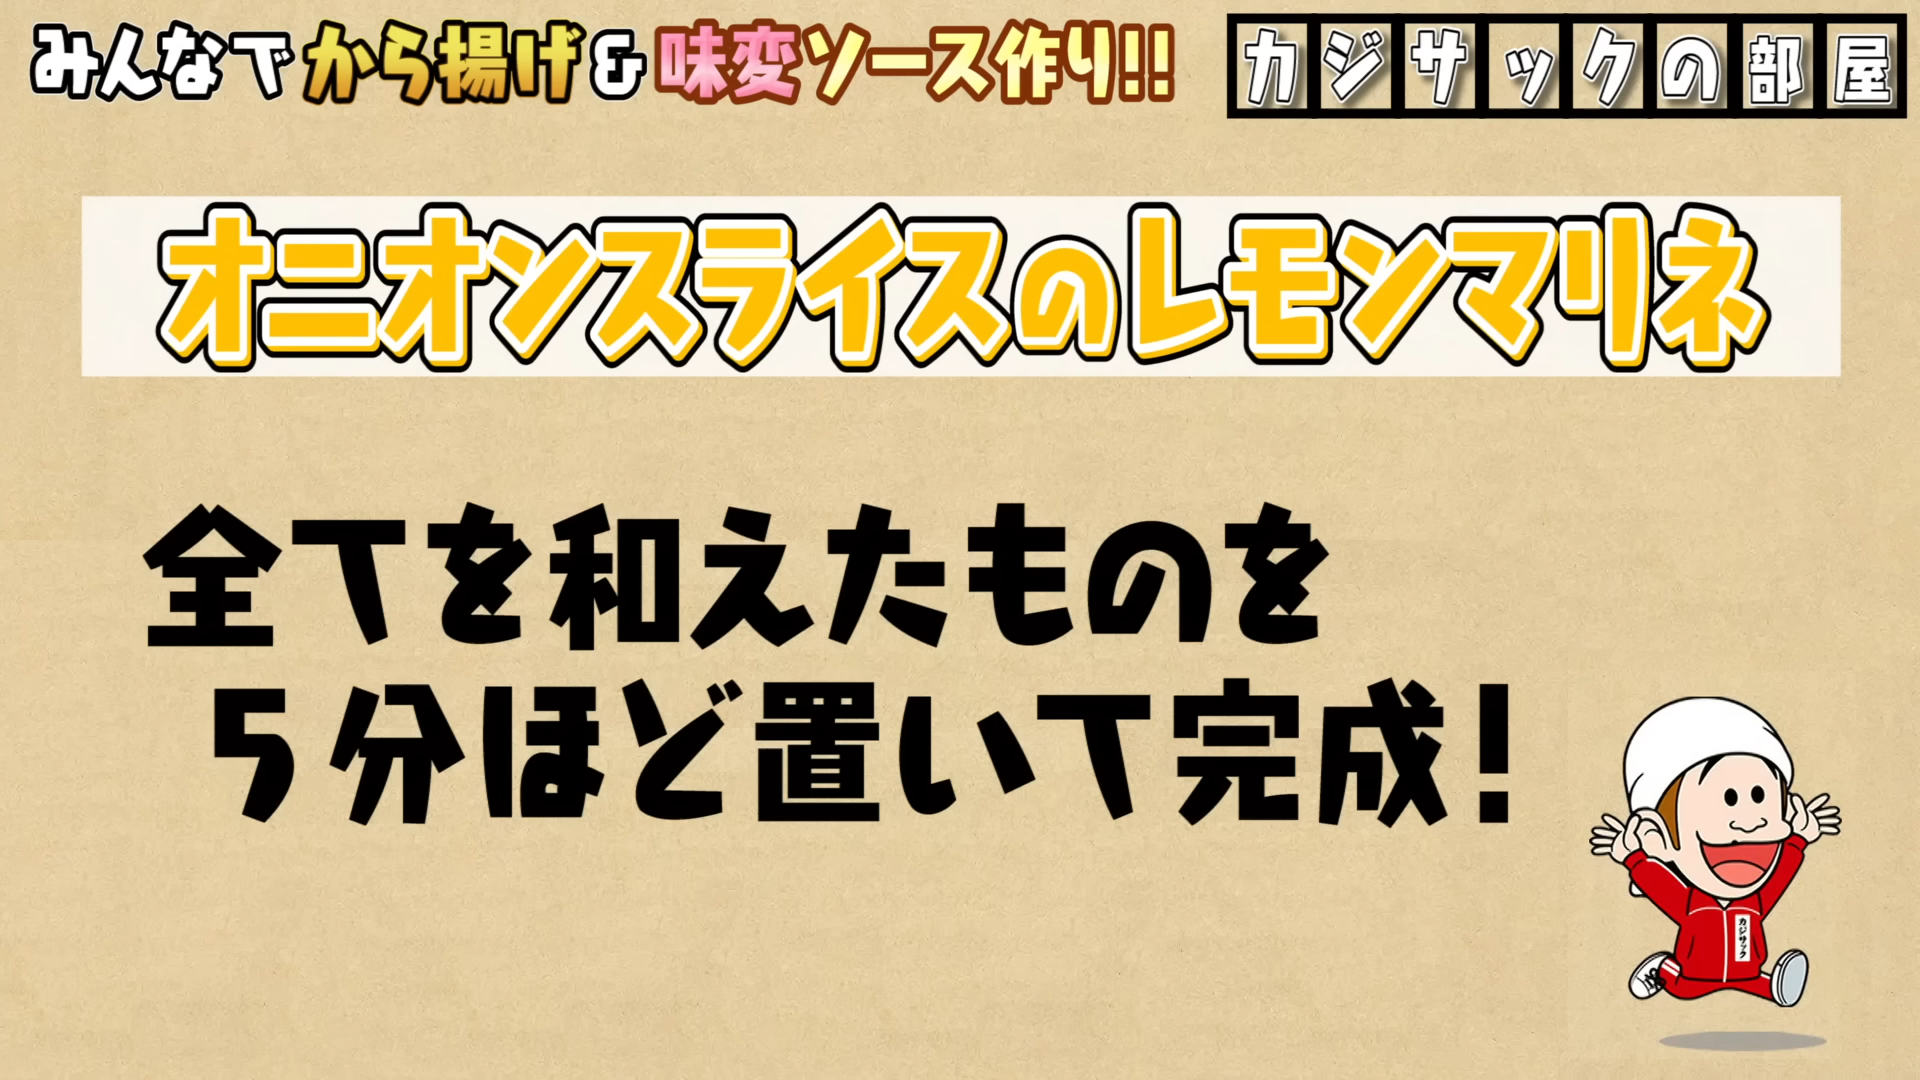 みんなでから揚げ&味変ソース作り!!
カジサックの部屋
オニオンスライスのレモンマリネ
全てを和えたものを
5分ほど置いて完成!
カジサック